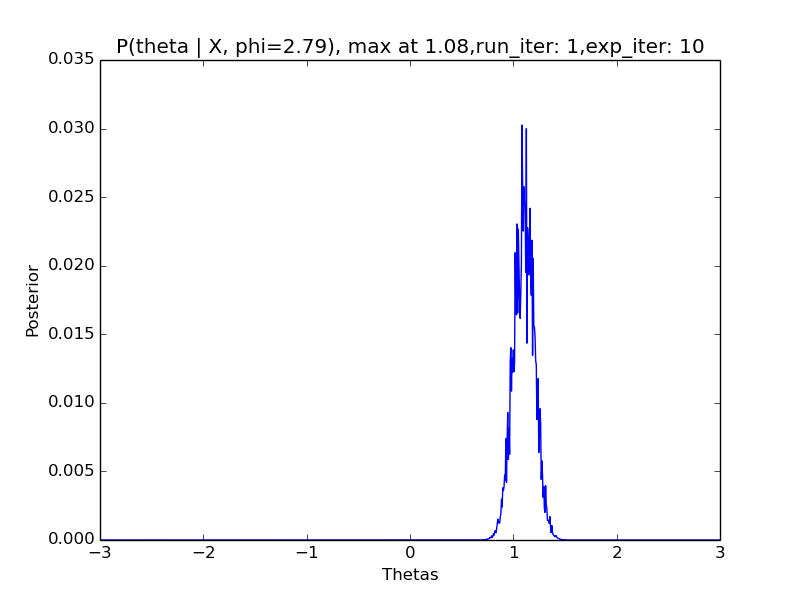 P(theta | X, phi=2.79), max at 1.08,run_iter: 1,exp_iter: 10
0.035
0.030
0.025
0.020
0.015
0.010
0.005
0.000
Posterior
−3 −2 −1 0 1 2 3
Thetas